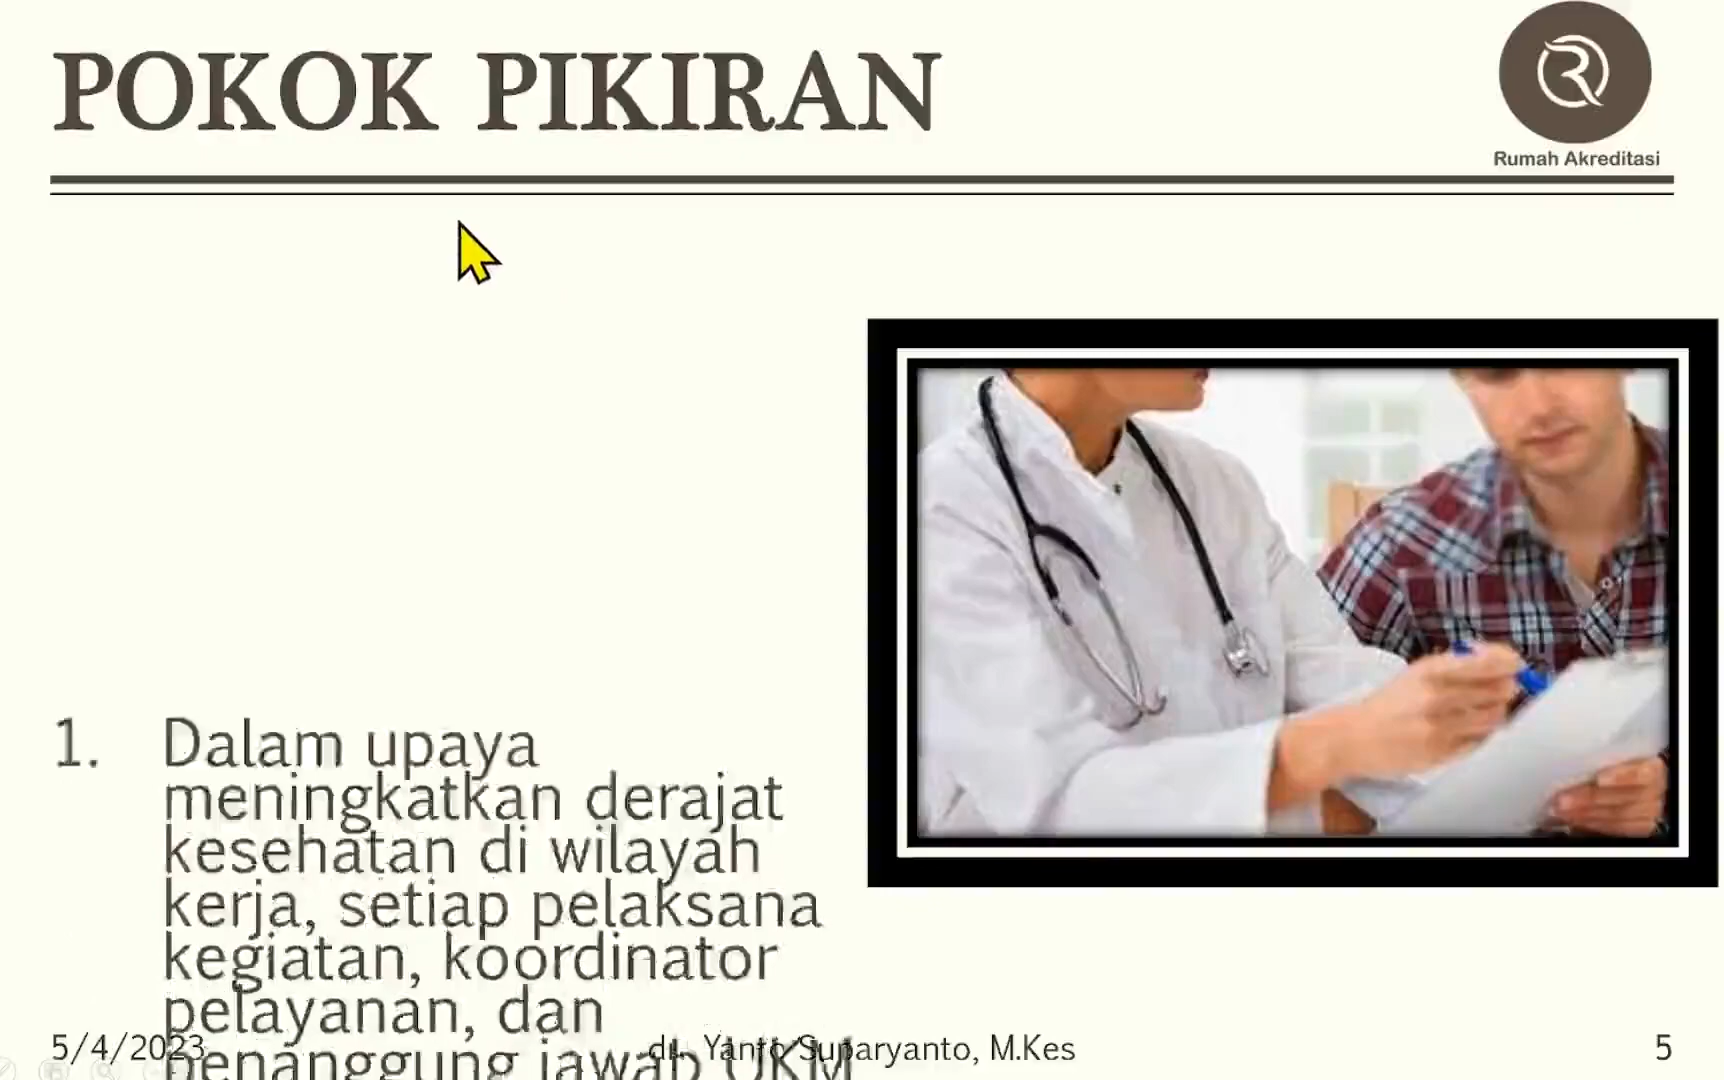 POKOK PIKIRAN
Rumah Akreditasi
1. Dalam upaya
meningkatkan derajat
kesehatan di wilayah
kerja, setiap pelaksana
kegiatan, koordinator
pelayanan, dan
penanggung jawab UKM
5/4/2023
dr. Yanto Suparyanto, M.Kes
5